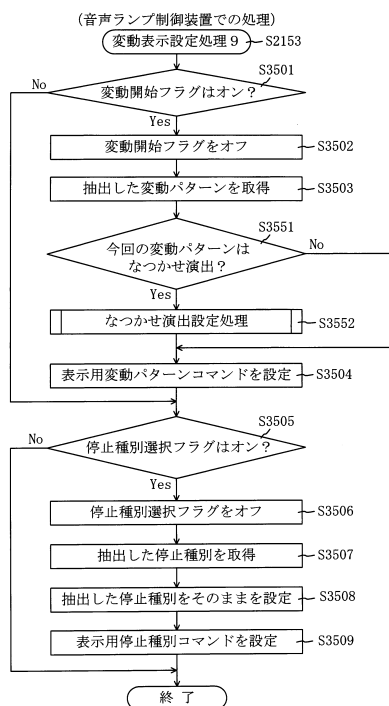 (音声ランプ制御装置での処理)
変動表示設定処理9
S2153
S3501
変動開始フラグはオン?
No
Yes
変動開始フラグをオフ
S3502
抽出した変動パターンを取得
S3503
S3551
今回の変動パターンは
なつかせ演出?
No
Yes
なつかせ演出設定処理
S3552
表示用変動パターンコマンドを設定
S3504
S3505
停止種別選択フラグはオン?
No
Yes
停止種別選択フラグをオフ
S3506
抽出した停止種別を取得
S3507
抽出した停止種別をそのままを設定
S3508
表示用停止種別コマンドを設定
S3509
終了